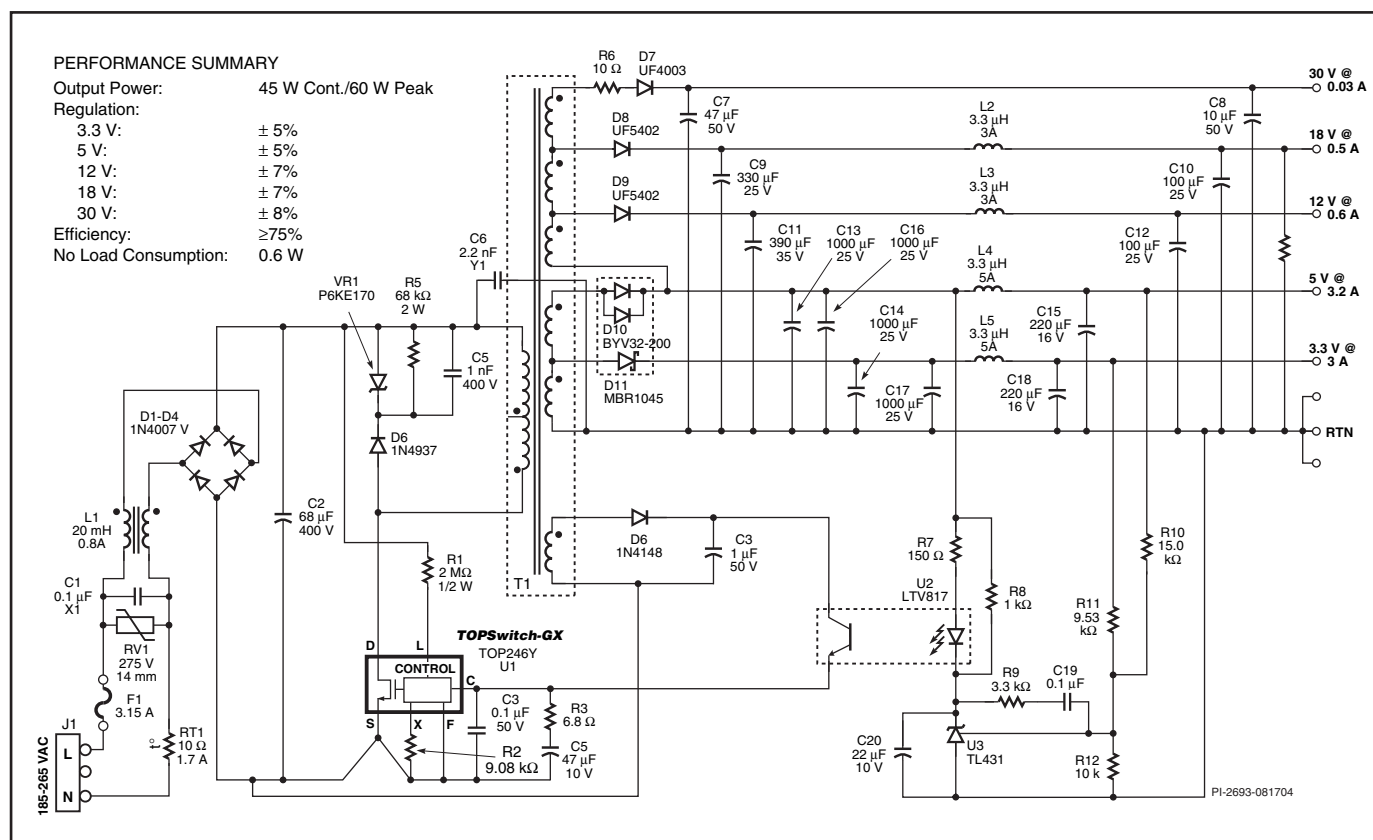 PERFORMANCE SUMMARY
Output Power: 45 W Cont./60 W Peak
Regulation:
3.3 V: ± 5%
5 V: ± 5%
12 V: ± 7%
18 V: ± 7%
30 V: ± 8%
Efficiency: ≥75%
No Load Consumption: 0.6 W
R6
10 Ω
D7
UF4003
C7
47 µF
50 V
D8
UF5402
D9
UF5402
C9
330 µF
25 V
L2
3.3 µH
3A
L3
3.3 µH
3A
C8
10 µF
50 V
C10
100 µF
25 V
C12
100 µF
25 V
30 V @
0.03 A
18 V @
0.5 A
12 V @
0.6 A
5 V @
3.2 A
3.3 V @
3 A
RTN
C11
390 µF
35 V
C13
1000 µF
25 V
C16
1000 µF
25 V
L4
3.3 µH
5A
C14
1000 µF
25 V
L5
3.3 µH
5A
C15
220 µF
16 V
C17
1000 µF
25 V
C18
220 µF
16 V
D10
BYV32-200
D11
MBR1045
C6
2.2 nF
Y1
VR1
P6KE170
R5
68 kΩ
2 W
C5
1 nF
400 V
D6
1N4937
D1-D4
1N4007 V
C2
68 µF
400 V
L1
20 mH
0.8A
C1
0.1 µF
X1
RV1
275 V
14 mm
F1
3.15 A
J1
L
N
185-265 VAC
RT1
10 Ω
1.7 A
t°
R1
2 MΩ
1/2 W
T1
D6
1N4148
C3
1 µF
50 V
TOPSwitch-GX
TOP246Y
U1
D
L
CONTROL
C
S
X
F
R2
9.08 kΩ
C3
0.1 µF
50 V
R3
6.8 Ω
C5
47 µF
10 V
U2
LTV817
R7
150 Ω
R8
1 kΩ
R9
3.3 kΩ
C19
0.1 µF
R10
15.0
kΩ
R11
9.53
kΩ
C20
22 µF
10 V
U3
TL431
R12
10 k
PI-2693-081704